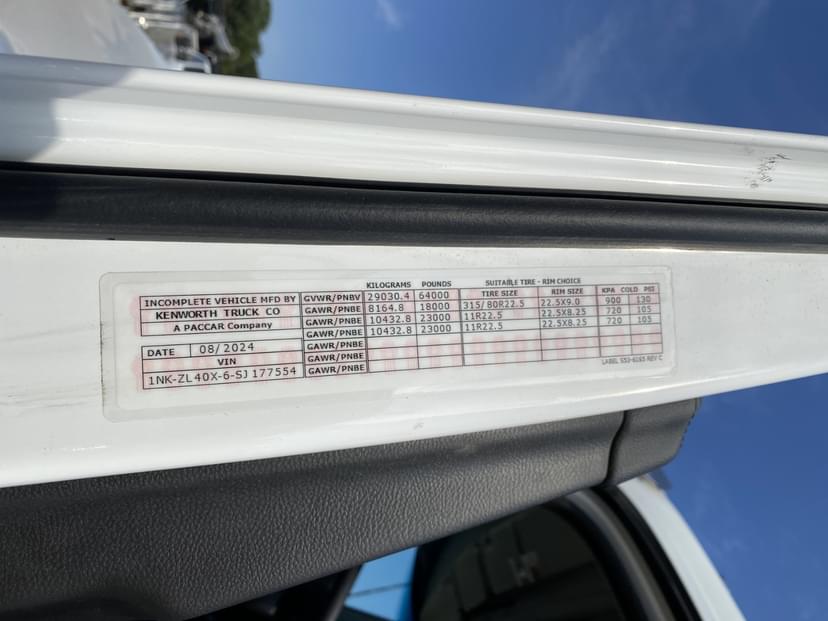 KILOGRAMS POUNDS SUITABLE TIRE - RIM CHOICE
INCOMPLETE VEHICLE MFD BY GVWR/PNBV 29030.4 64000 TIRE SIZE RIM SIZE KPA COLD PSI
KENWORTH TRUCK CO GAWR/PNBE 8164.8 18000 315/80R22.5 22.5X9.0 900 130
A PACCAR Company GAWR/PNBE 10432.8 23000 11R22.5 22.5X8.25 720 105
GAWR/PNBE 10432.8 23000 11R22.5 22.5X8.25 720 105
DATE 08/2024 GAWR/PNBE
VIN GAWR/PNBE
1NK-ZL40X-6-SJ 177554 GAWR/PNBE
LABEL S53-6165 REV C